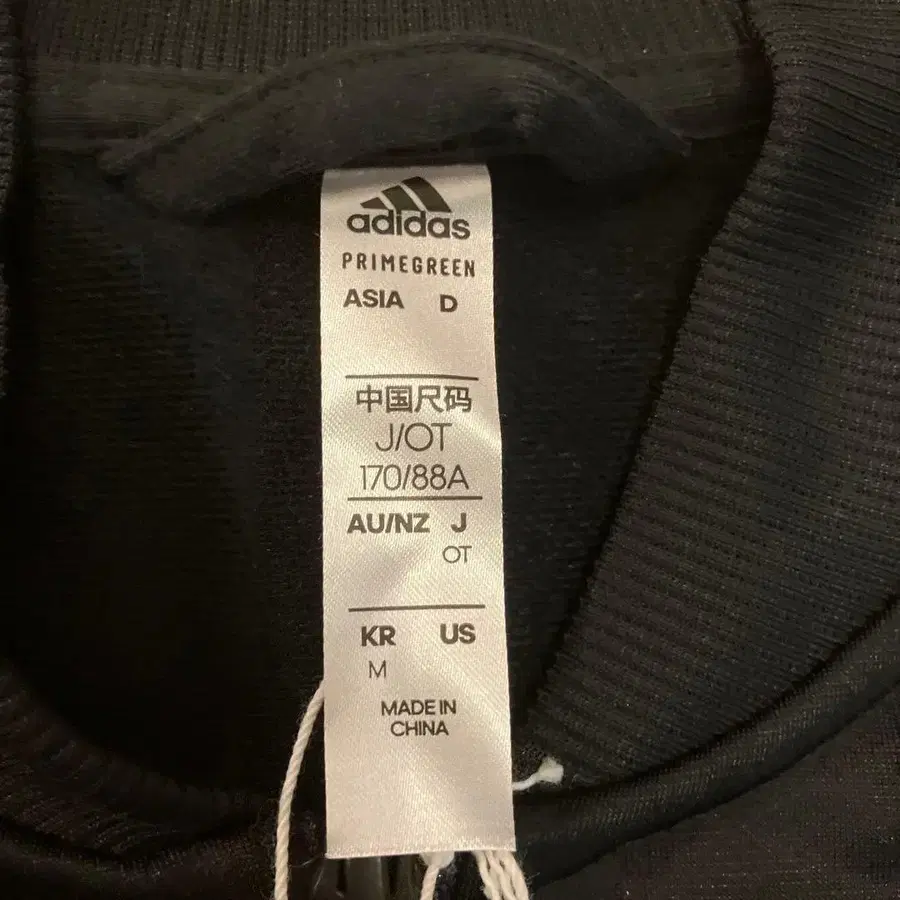 adidas
PRIMEGREEN
ASIA D
中国尺码
J/OT
170/88A
AU/NZ J
OT
KR US
M
MADE IN
CHINA